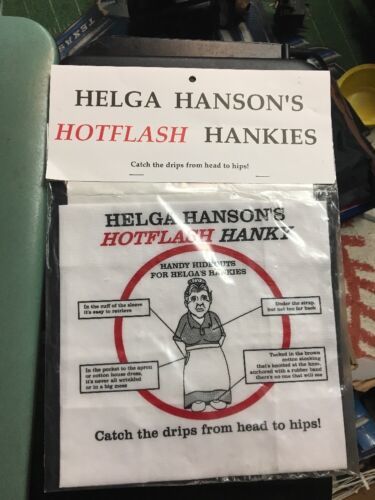 TEXAS
HELGA HANSON'S
HOTFLASH HANKIES
Catch the drips from head to hips!
HELGA HANSON'S
HOTFLASH HANKY
HANDY HIDEOUTS
FOR HELGA'S HANKIES
In the cuff of the sleeve
it's easy to retrieve
Under the strap,
but not too far back
In the pocket to the apron
or cotton house dress,
it's never all wrinkled
or in a big mess
Tucked in the brown
cotton stocking
that's knotted at the knee,
anchored with a rubber band
there's no one that will see
Catch the drips from head to hips!